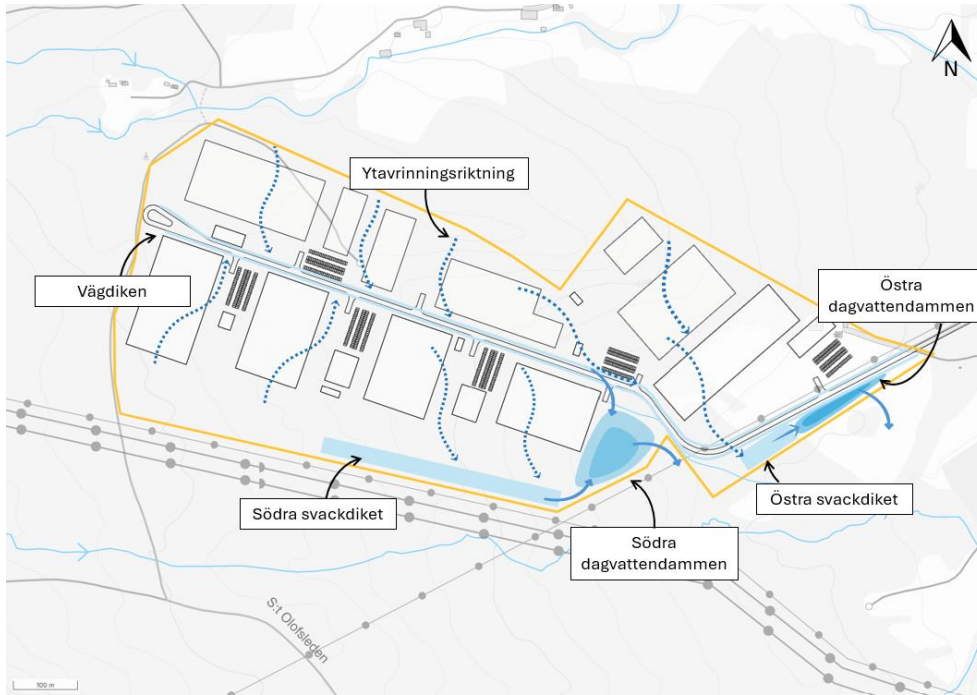 N
Ytavrinningsriktning
Vägdiken
Östra
dagvattendammen
Södra svackdiket
Östra svackdiket
Södra
dagvattendammen
S:t Olofsleden
100 m